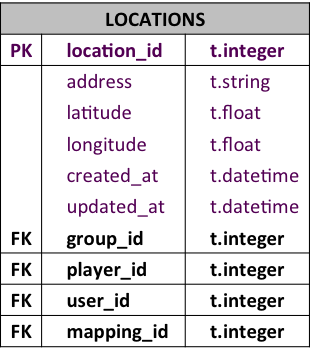 LOCATIONS
PK location_id t.integer
address t.string
latitude t.float
longitude t.float
created_at t.datetime
updated_at t.datetime
FK group_id t.integer
FK player_id t.integer
FK user_id t.integer
FK mapping_id t.integer